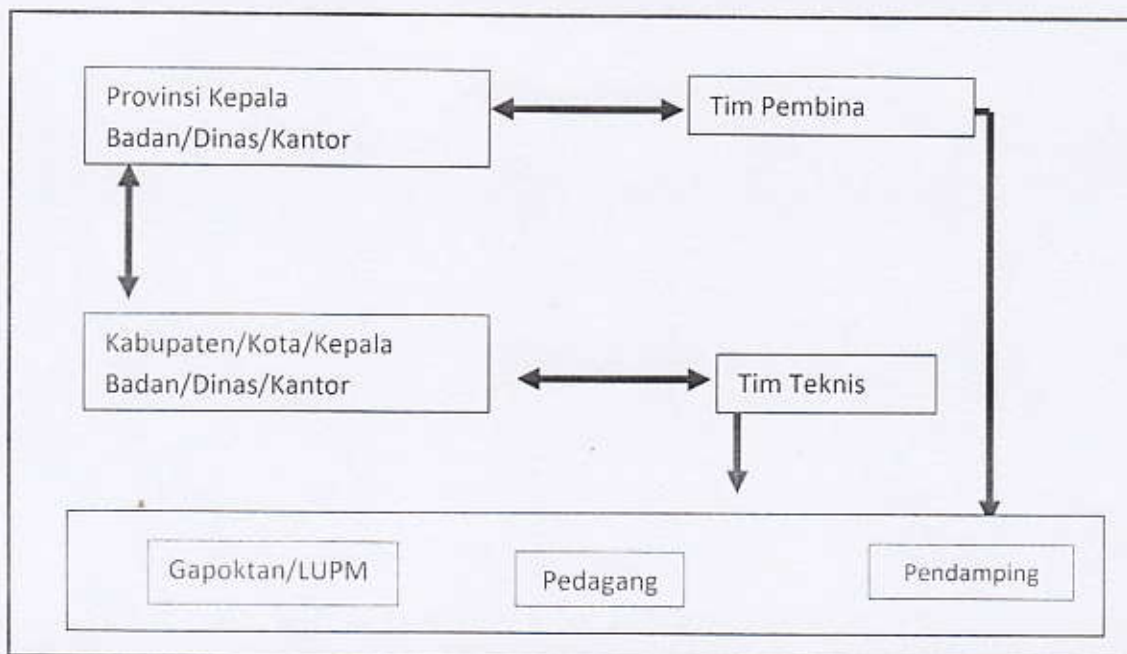 Provinsi Kepala
Badan/Dinas/Kantor
Tim Pembina
Kabupaten/Kota/Kepala
Badan/Dinas/Kantor
Tim Teknis
Gapoktan/LUPM
Pedagang
Pendamping